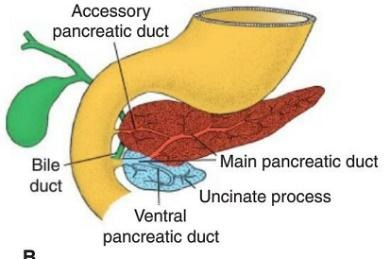 Accessory
pancreatic duct
Bile
duct
Main pancreatic duct
Uncinate process
Ventral
pancreatic duct
B